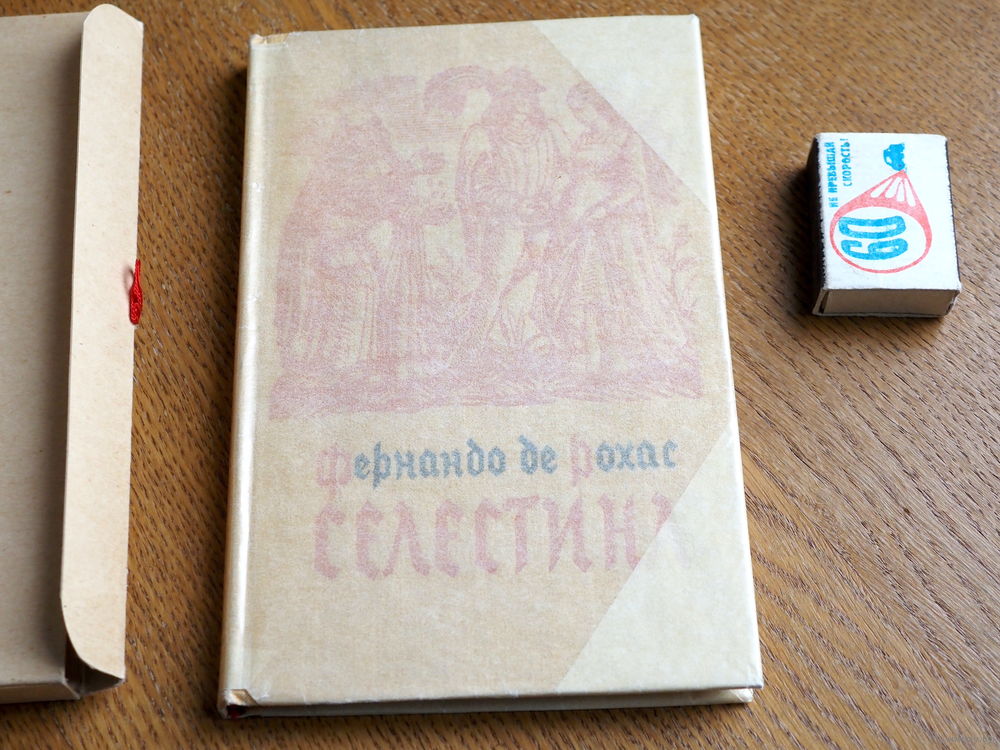 Фернандо де Рохас
СЕЛЕСТИНА
НЕ ПРЕВЫШАЙ
СКОРОСТЬ!
60